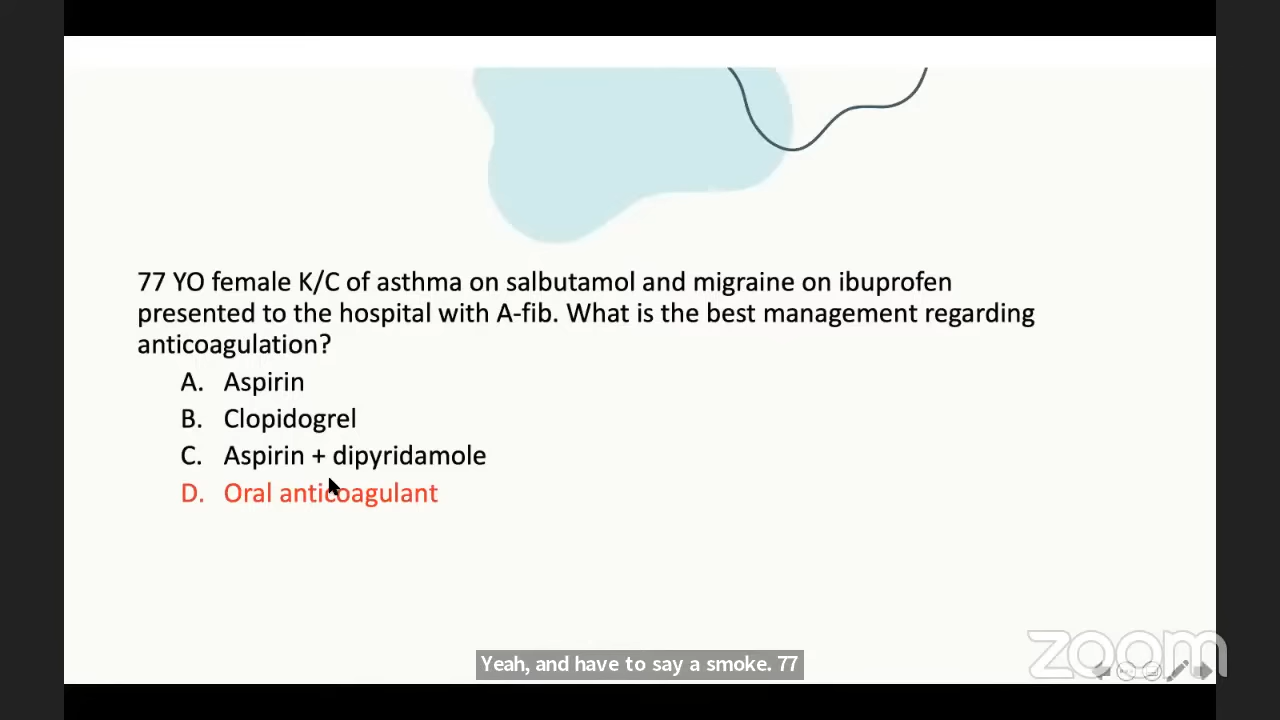 77 YO female K/C of asthma on salbutamol and migraine on ibuprofen
presented to the hospital with A-fib. What is the best management regarding
anticoagulation?
A. Aspirin
B. Clopidogrel
C. Aspirin + dipyridamole
D. Oral anticoagulant
Yeah, and have to say a smoke. 77
zoom